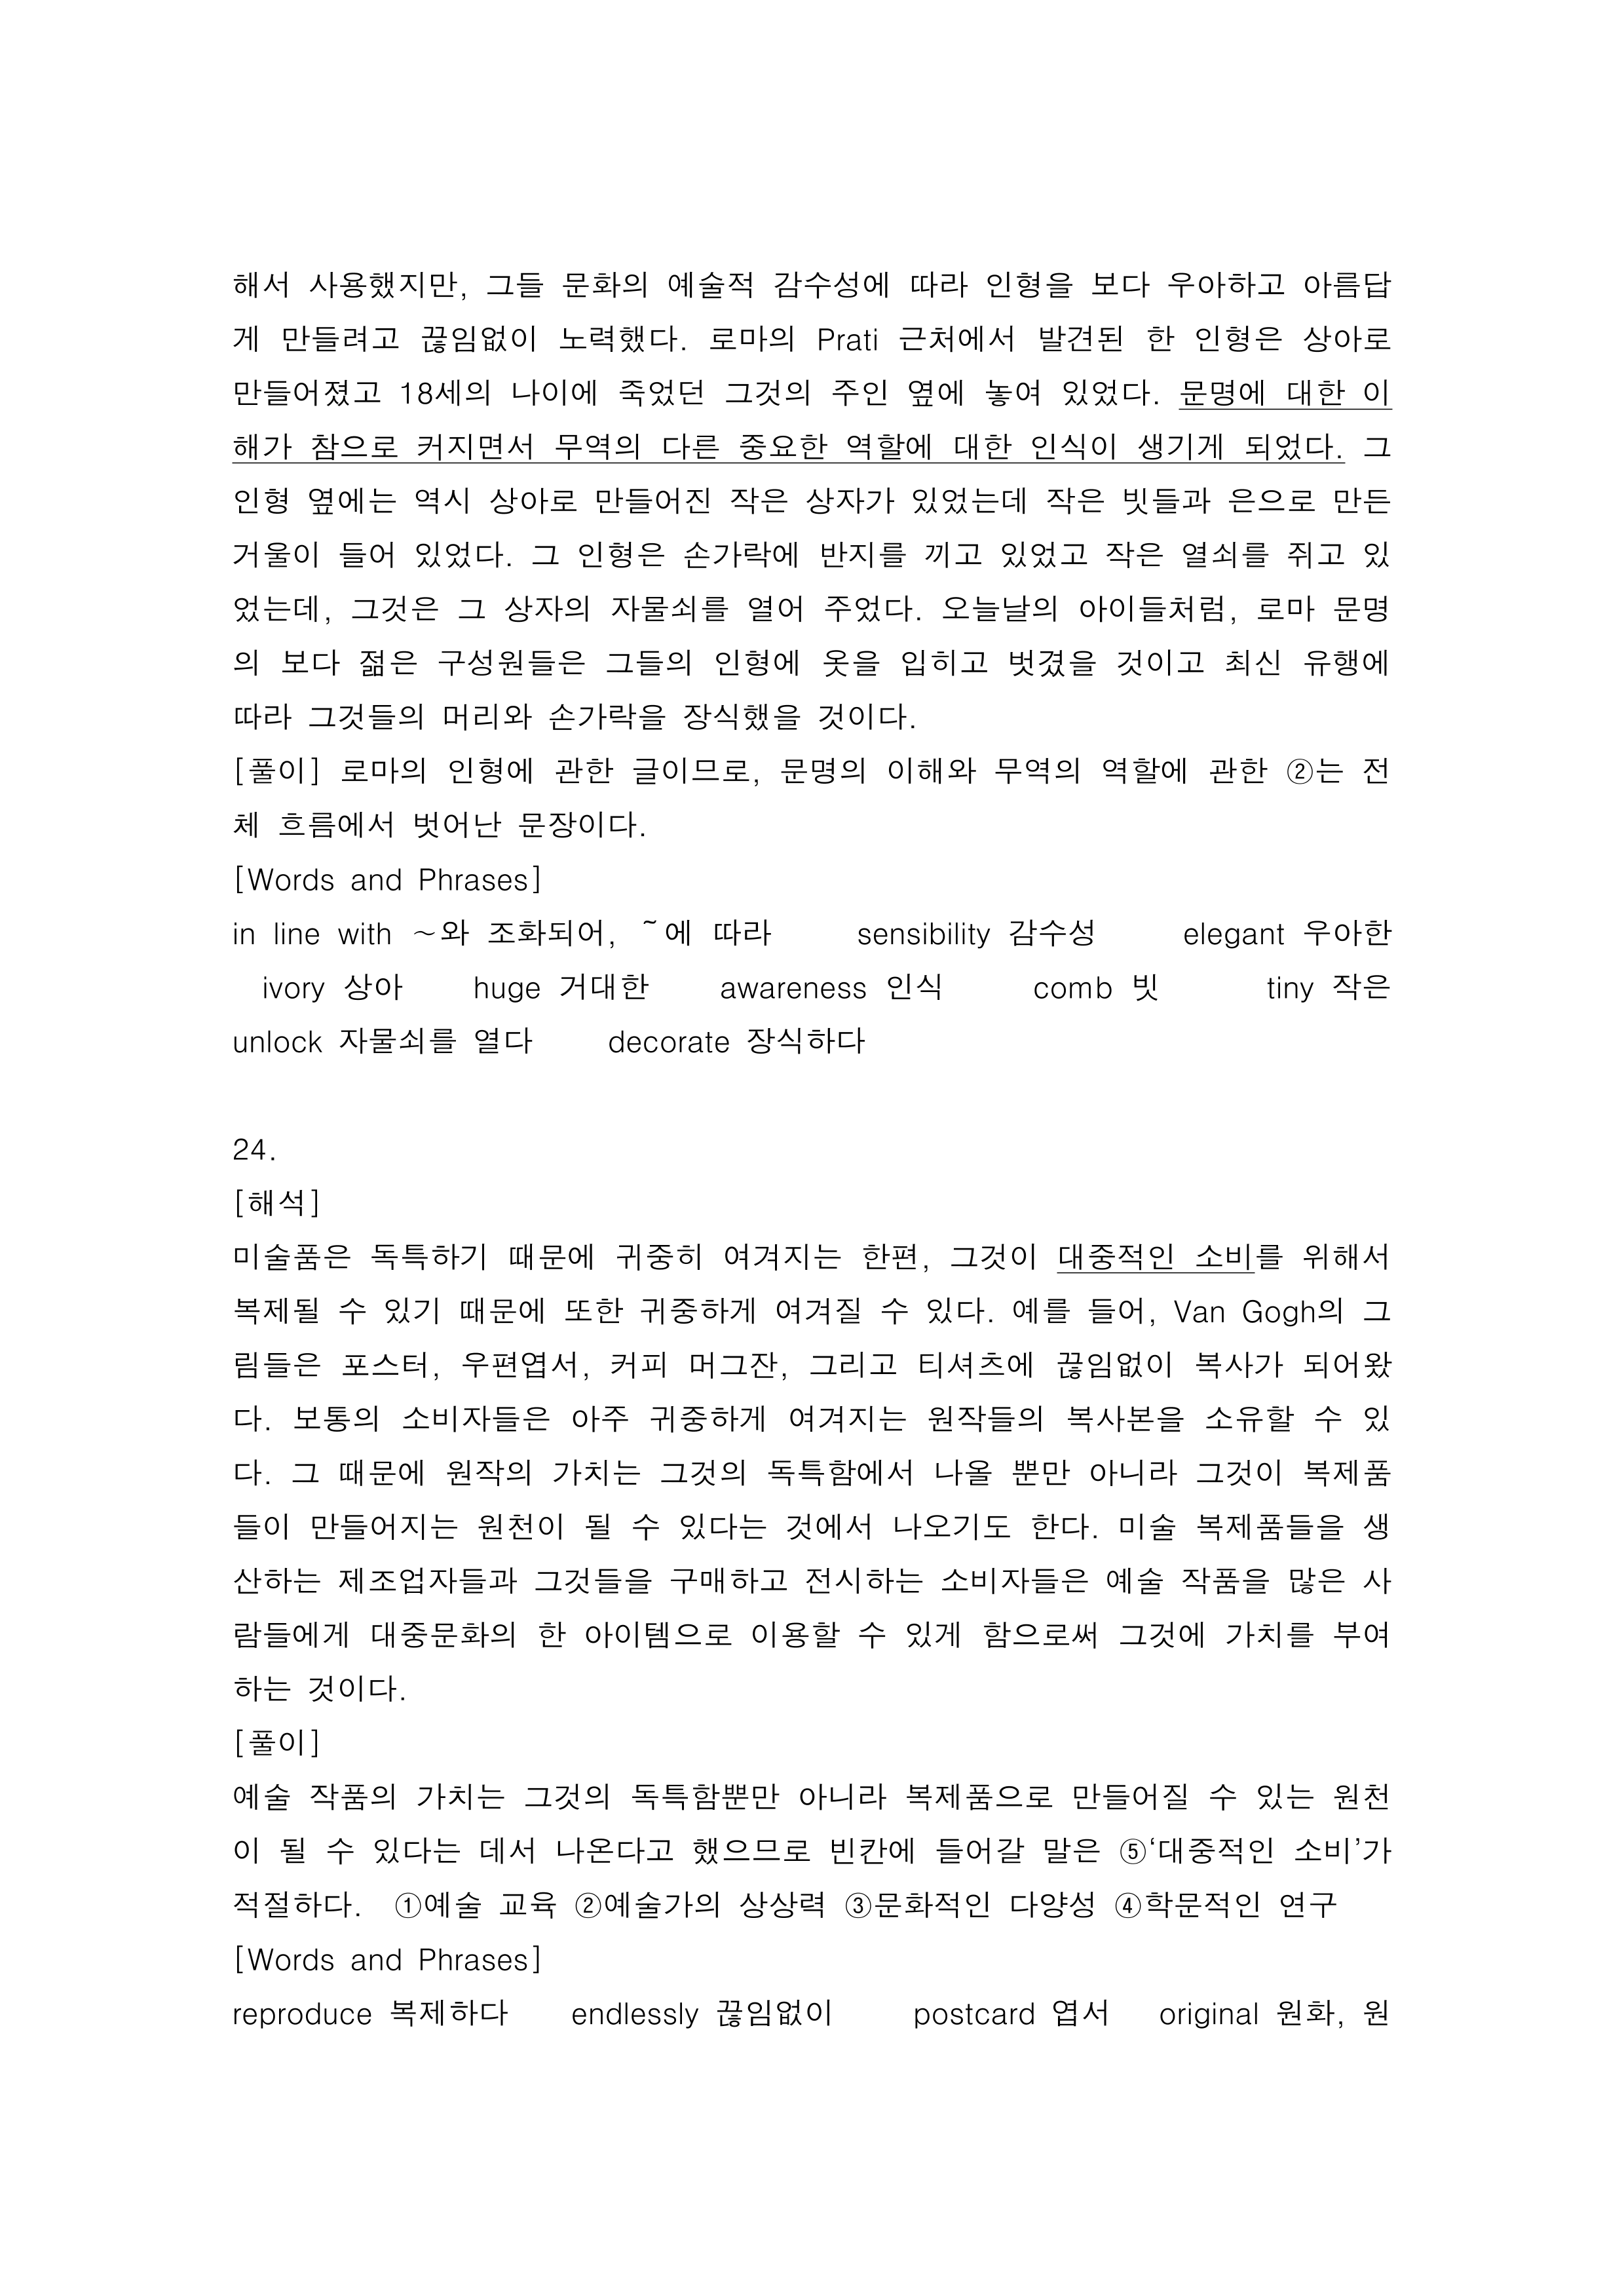 해서 사용했지만, 그들 문화의 예술적 감수성에 따라 인형을 보다 우아하고 아름답
게 만들려고 끊임없이 노력했다. 로마의 Prati 근처에서 발견된 한 인형은 상아로
만들어졌고 18세의 나이에 죽었던 그것의 주인 옆에 놓여 있었다. 문명에 대한 이
해가 참으로 커지면서 무역의 다른 중요한 역할에 대한 인식이 생기게 되었다. 그
인형 옆에는 역시 상아로 만들어진 작은 상자가 있었는데 작은 빗들과 은으로 만든
거울이 들어 있었다. 그 인형은 손가락에 반지를 끼고 있었고 작은 열쇠를 쥐고 있
었는데, 그것은 그 상자의 자물쇠를 열어 주었다. 오늘날의 아이들처럼, 로마 문명
의 보다 젊은 구성원들은 그들의 인형에 옷을 입히고 벗겼을 것이고 최신 유행에
따라 그것들의 머리와 손가락을 장식했을 것이다.
[풀이] 로마의 인형에 관한 글이므로, 문명의 이해와 무역의 역할에 관한 ②는 전
체 흐름에서 벗어난 문장이다.
[Words and Phrases]
in line with ～와 조화되어, ~에 따라 sensibility 감수성 elegant 우아한
ivory 상아 huge 거대한 awareness 인식 comb 빗 tiny 작은
unlock 자물쇠를 열다 decorate 장식하다
24.
[해석]
미술품은 독특하기 때문에 귀중히 여겨지는 한편, 그것이 대중적인 소비를 위해서
복제될 수 있기 때문에 또한 귀중하게 여겨질 수 있다. 예를 들어, Van Gogh의 그
림들은 포스터, 우편엽서, 커피 머그잔, 그리고 티셔츠에 끊임없이 복사가 되어왔
다. 보통의 소비자들은 아주 귀중하게 여겨지는 원작들의 복사본을 소유할 수 있
다. 그 때문에 원작의 가치는 그것의 독특함에서 나올 뿐만 아니라 그것이 복제품
들이 만들어지는 원천이 될 수 있다는 것에서 나오기도 한다. 미술 복제품들을 생
산하는 제조업자들과 그것들을 구매하고 전시하는 소비자들은 예술 작품을 많은 사
람들에게 대중문화의 한 아이템으로 이용할 수 있게 함으로써 그것에 가치를 부여
하는 것이다.
[풀이]
예술 작품의 가치는 그것의 독특함뿐만 아니라 복제품으로 만들어질 수 있는 원천
이 될 수 있다는 데서 나온다고 했으므로 빈칸에 들어갈 말은 ⑤‘대중적인 소비’가
적절하다. ①예술 교육 ②예술가의 상상력 ③문화적인 다양성 ④학문적인 연구
[Words and Phrases]
reproduce 복제하다 endlessly 끊임없이 postcard 엽서 original 원화, 원